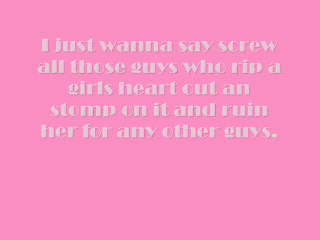 I just wanna say screw
all those guys who rip a
girls heart out an
stomp on it and ruin
her for any other guys.